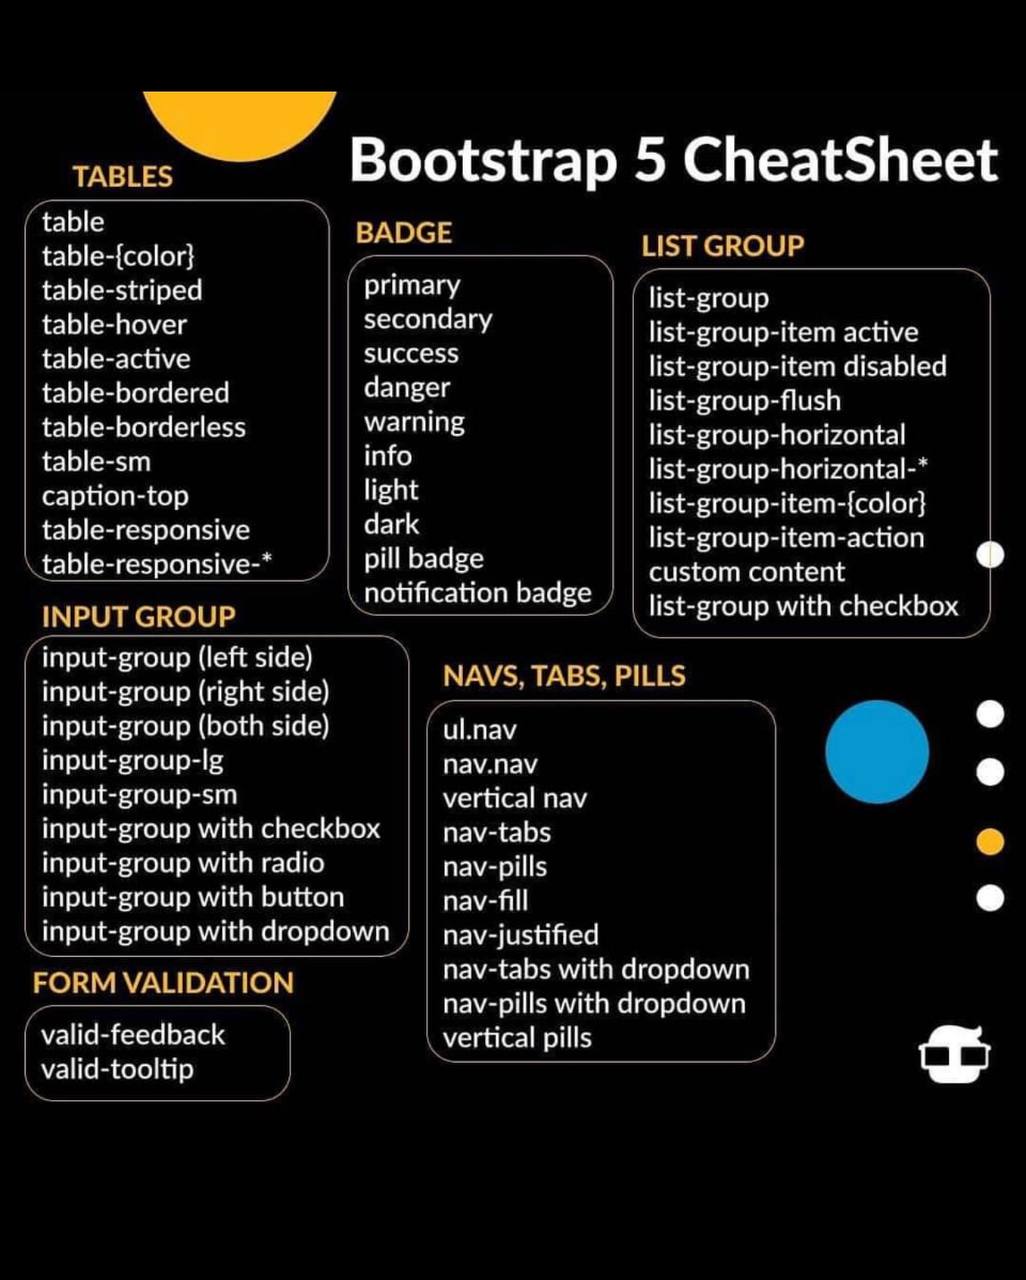 Bootstrap 5 CheatSheet
TABLES
table
table-{color}
table-striped
table-hover
table-active
table-bordered
table-borderless
table-sm
caption-top
table-responsive
table-responsive-*
BADGE
primary
secondary
success
danger
warning
info
light
dark
pill badge
notification badge
LIST GROUP
list-group
list-group-item active
list-group-item disabled
list-group-flush
list-group-horizontal
list-group-horizontal-*
list-group-item-{color}
list-group-item-action
custom content
list-group with checkbox
INPUT GROUP
input-group (left side)
input-group (right side)
input-group (both side)
input-group-lg
input-group-sm
input-group with checkbox
input-group with radio
input-group with button
input-group with dropdown
NAVS, TABS, PILLS
ul.nav
nav.nav
vertical nav
nav-tabs
nav-pills
nav-fill
nav-justified
nav-tabs with dropdown
nav-pills with dropdown
vertical pills
FORM VALIDATION
valid-feedback
valid-tooltip